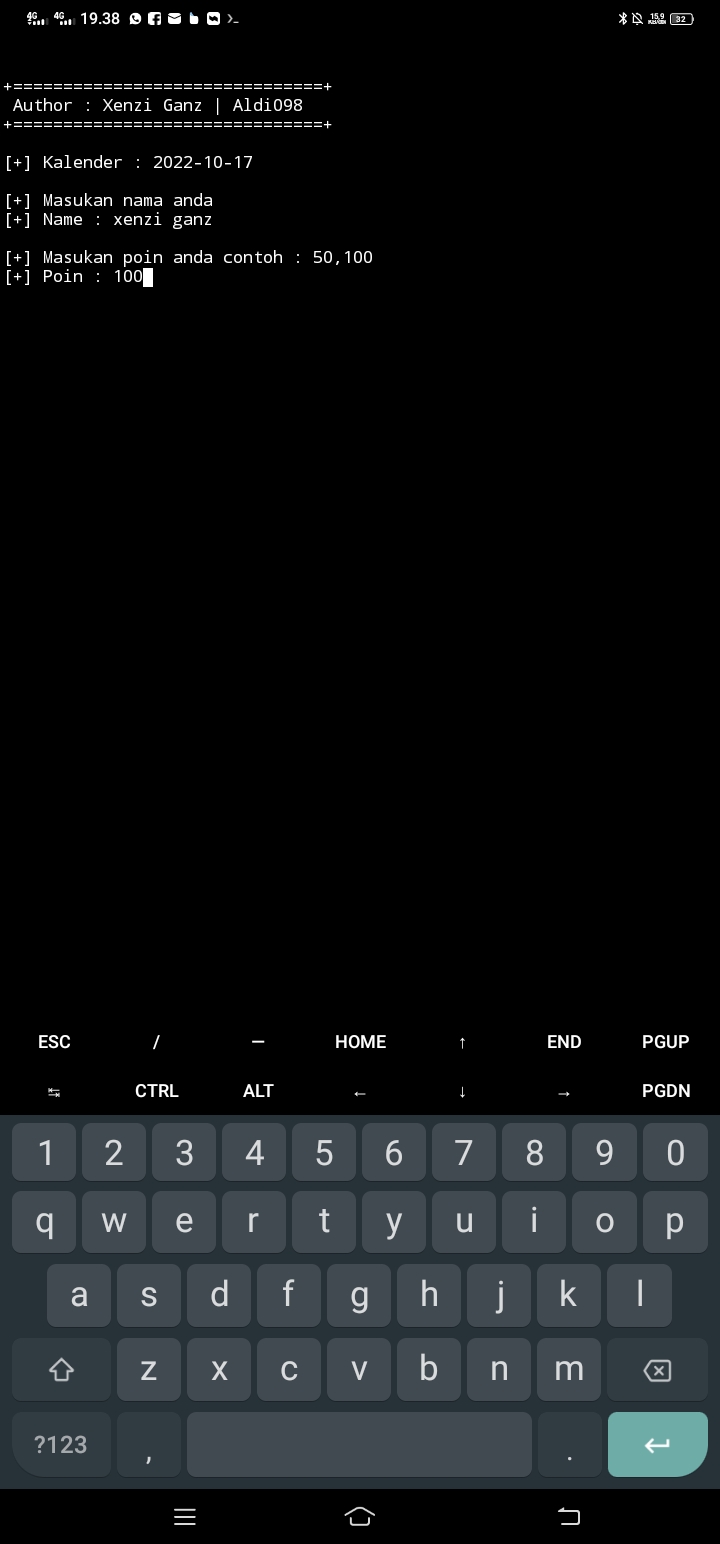 4G 4G 19.38 15,9 KB/S 32
+===============================+
Author : Xenzi Ganz | Aldi098
+===============================+
[+] Kalender : 2022-10-17
[+] Masukan nama anda
[+] Name : xenzi ganz
[+] Masukan poin anda contoh : 50,100
[+] Poin : 100
ESC / — HOME ↑ END PGUP
↹ CTRL ALT ← ↓ → PGDN
1 2 3 4 5 6 7 8 9 0
q w e r t y u i o p
a s d f g h j k l
z x c v b n m
?123 , .